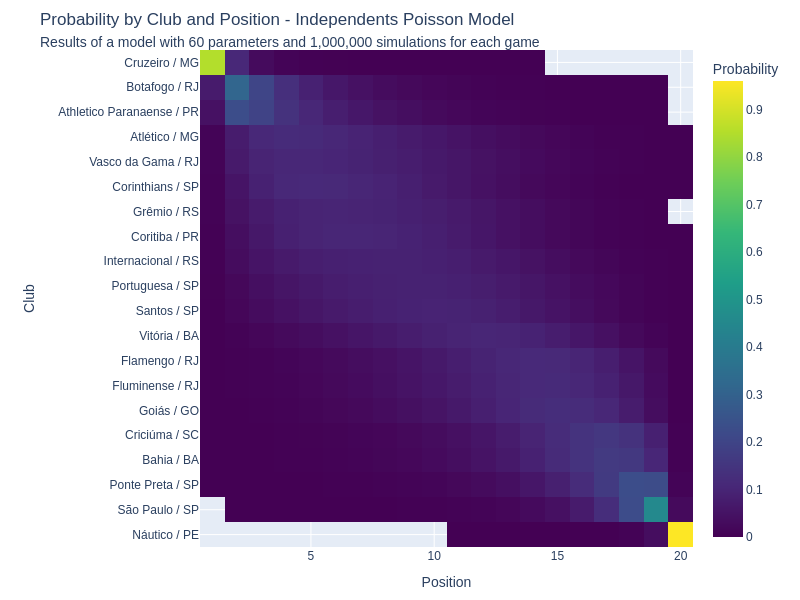 Probability by Club and Position - Independents Poisson Model
Results of a model with 60 parameters and 1,000,000 simulations for each game
Probability
Club
Cruzeiro / MG
Botafogo / RJ
Athletico Paranaense / PR
Atlético / MG
Vasco da Gama / RJ
Corinthians / SP
Grêmio / RS
Coritiba / PR
Internacional / RS
Portuguesa / SP
Santos / SP
Vitória / BA
Flamengo / RJ
Fluminense / RJ
Goiás / GO
Criciúma / SC
Bahia / BA
Ponte Preta / SP
São Paulo / SP
Náutico / PE
0.9
0.8
0.7
0.6
0.5
0.4
0.3
0.2
0.1
0
5
10
15
20
Position